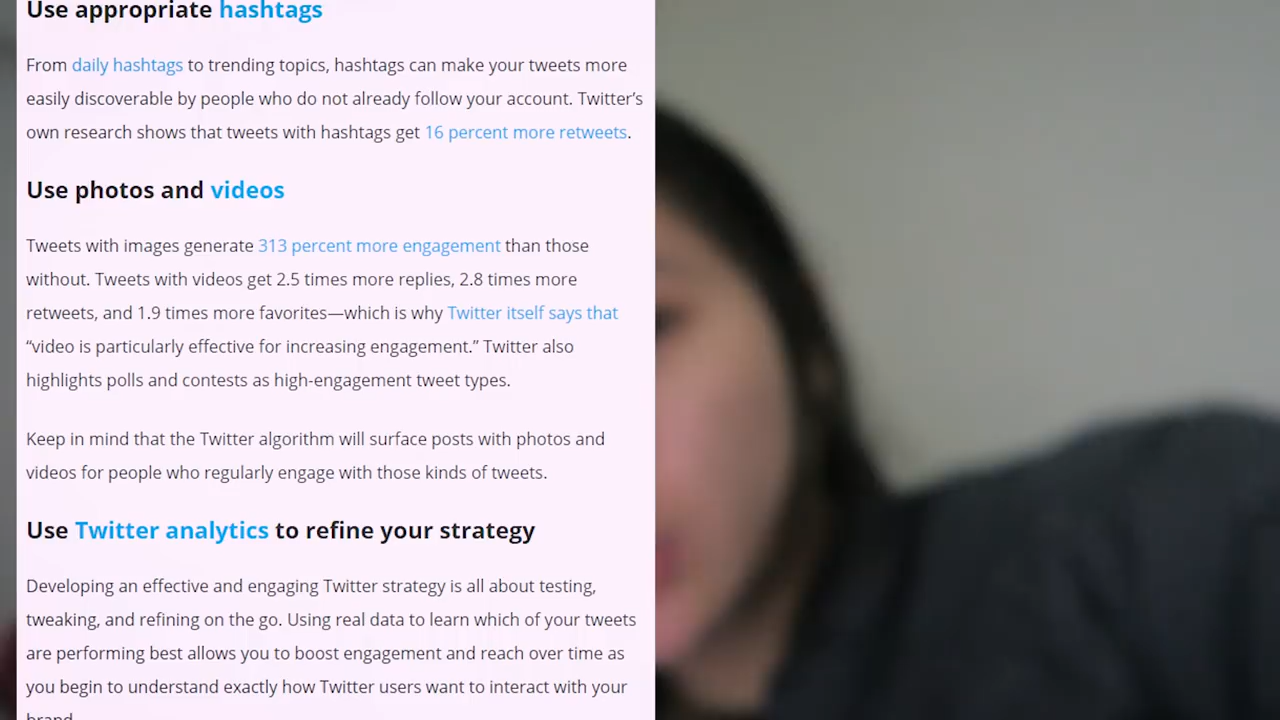 Use appropriate hashtags
From daily hashtags to trending topics, hashtags can make your tweets more
easily discoverable by people who do not already follow your account. Twitter’s
own research shows that tweets with hashtags get 16 percent more retweets.
Use photos and videos
Tweets with images generate 313 percent more engagement than those
without. Tweets with videos get 2.5 times more replies, 2.8 times more
retweets, and 1.9 times more favorites—which is why Twitter itself says that
“video is particularly effective for increasing engagement.” Twitter also
highlights polls and contests as high-engagement tweet types.
Keep in mind that the Twitter algorithm will surface posts with photos and
videos for people who regularly engage with those kinds of tweets.
Use Twitter analytics to refine your strategy
Developing an effective and engaging Twitter strategy is all about testing,
tweaking, and refining on the go. Using real data to learn which of your tweets
are performing best allows you to boost engagement and reach over time as
you begin to understand exactly how Twitter users want to interact with your
brand.